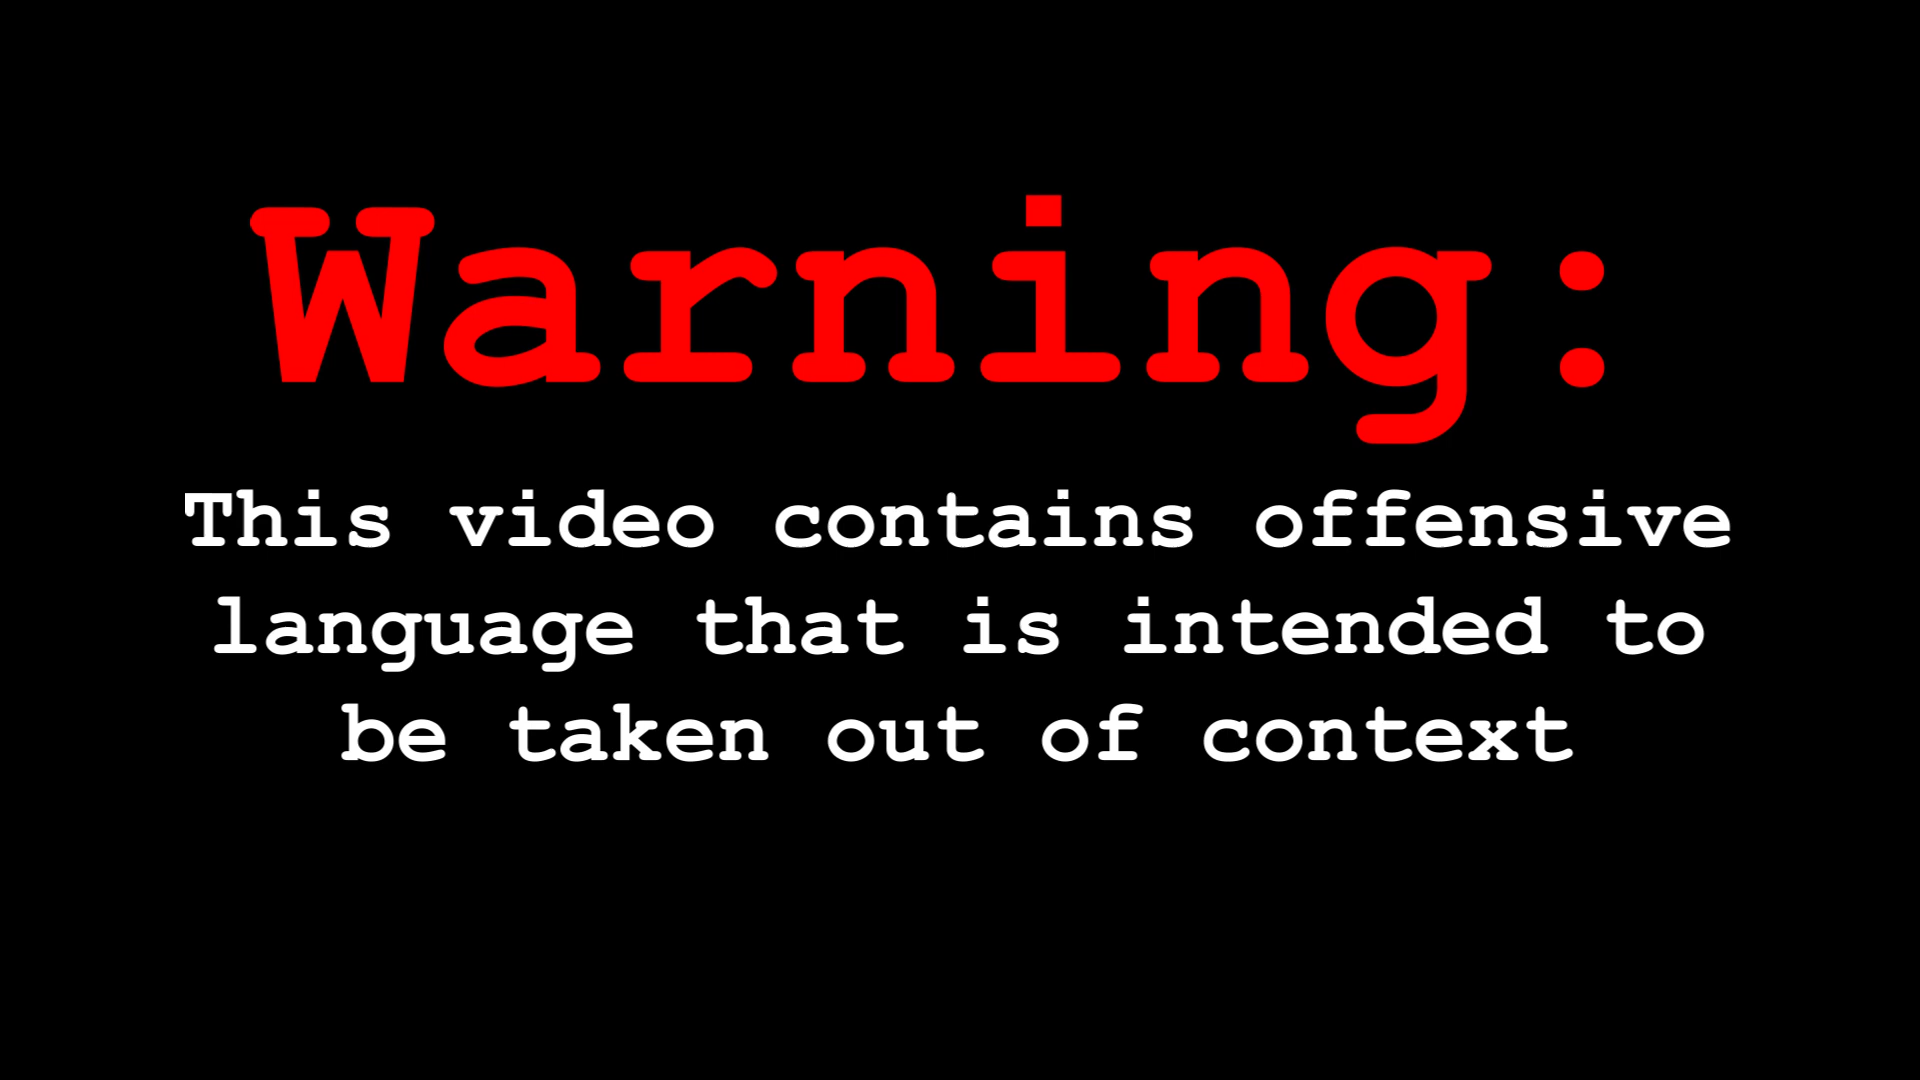 Warning:
This video contains offensive
language that is intended to
be taken out of context